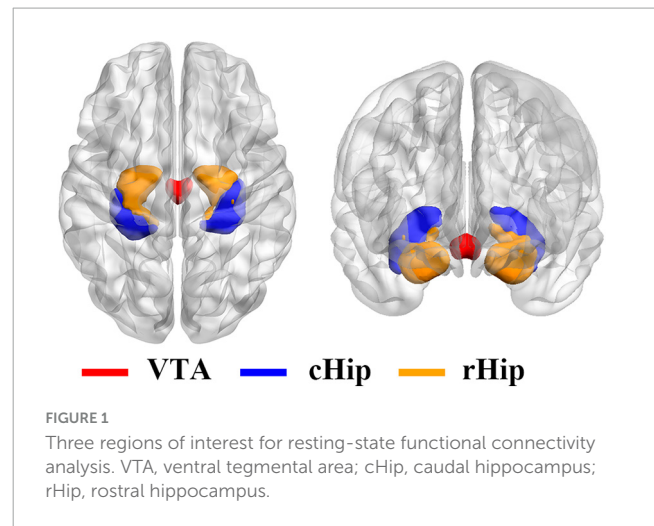 VTA cHip rHip
FIGURE 1
Three regions of interest for resting-state functional connectivity
analysis. VTA, ventral tegmental area; cHip, caudal hippocampus;
rHip, rostral hippocampus.